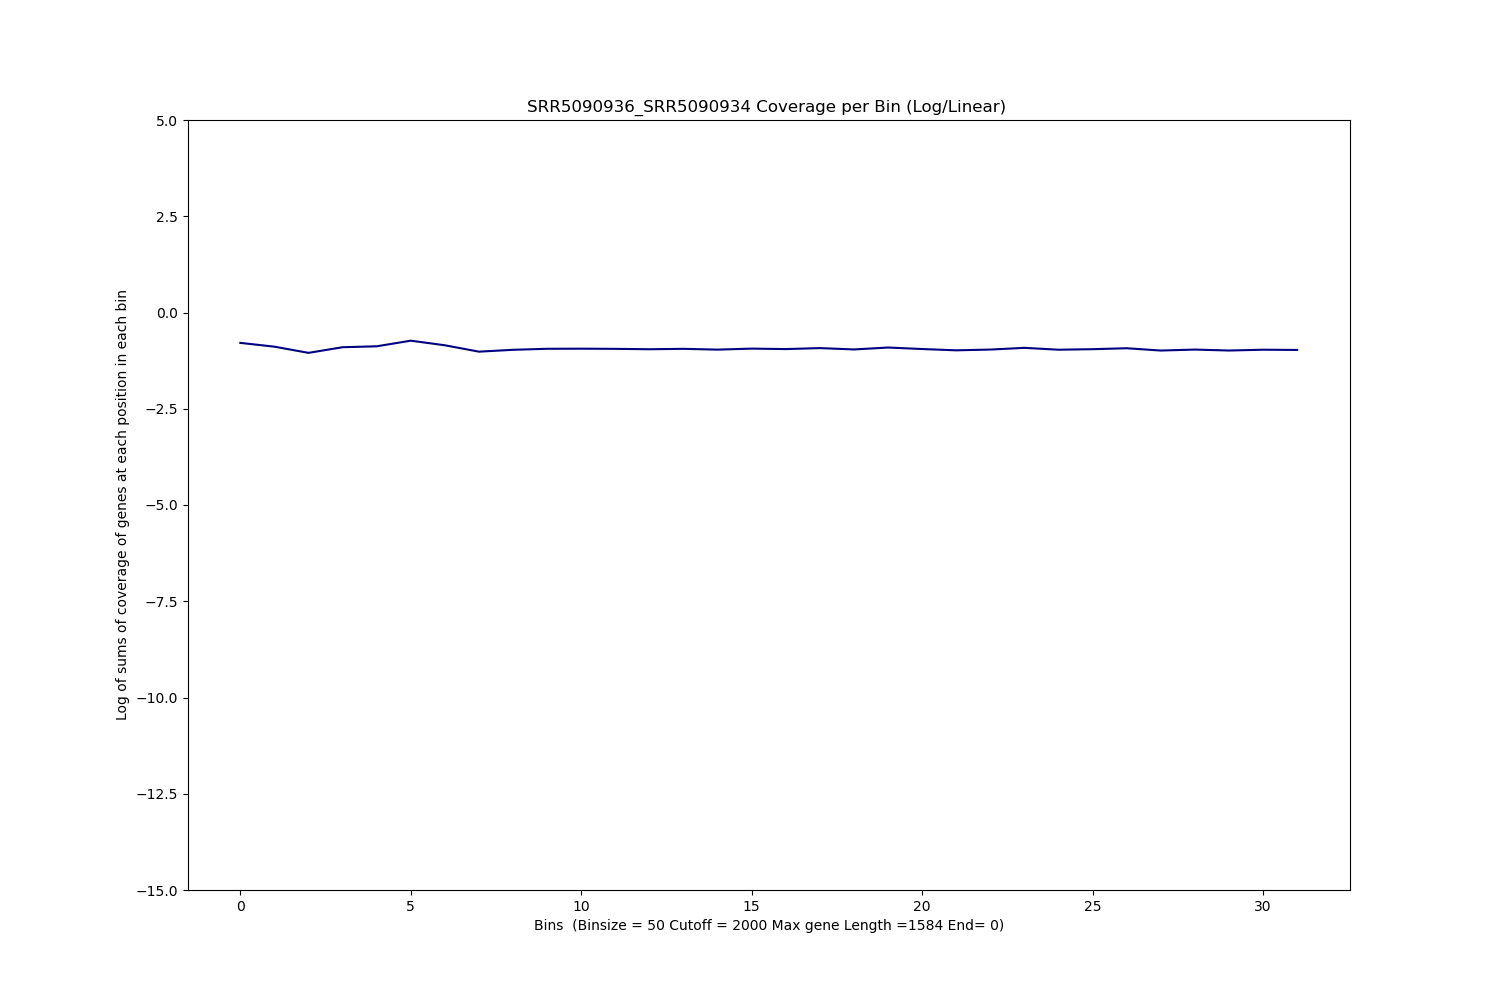 SRR5090936_SRR5090934 Coverage per Bin (Log/Linear)
5.0
2.5
0.0
−2.5
−5.0
−7.5
−10.0
−12.5
−15.0
Log of sums of coverage of genes at each position in each bin
0 5 10 15 20 25 30
Bins  (Binsize = 50 Cutoff = 2000 Max gene Length =1584 End= 0)